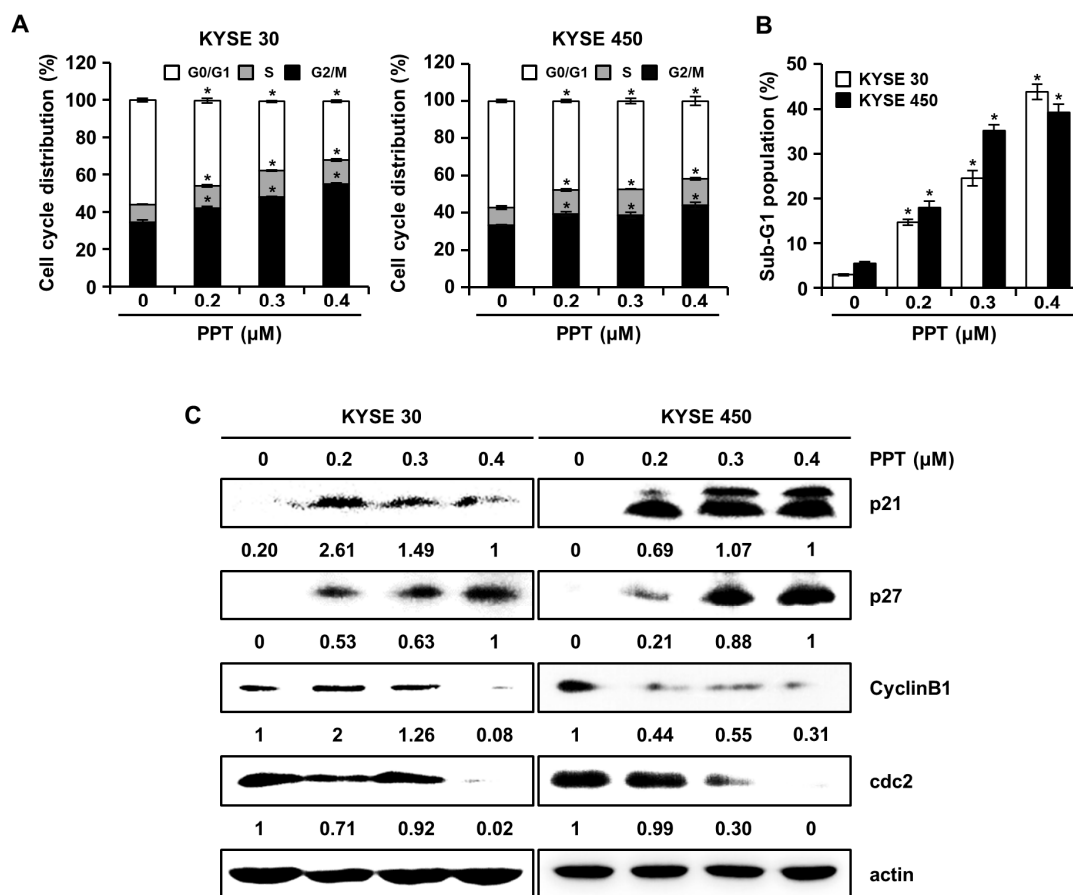 A
KYSE 30
Cell cycle distribution (%)
120
100
80
60
40
20
0
G0/G1 S G2/M
* * *
* * *
* * *
0 0.2 0.3 0.4
PPT (µM)
KYSE 450
Cell cycle distribution (%)
120
100
80
60
40
20
0
G0/G1 S G2/M
* * *
* * *
* * *
0 0.2 0.3 0.4
PPT (µM)
B
Sub-G1 population (%)
50
40
30
20
10
0
KYSE 30
KYSE 450
* * * * * *
0 0.2 0.3 0.4
PPT (µM)
C
KYSE 30 KYSE 450
0 0.2 0.3 0.4 0 0.2 0.3 0.4 PPT (µM)
p21
0.20 2.61 1.49 1 0 0.69 1.07 1
p27
0 0.53 0.63 1 0 0.21 0.88 1
CyclinB1
1 2 1.26 0.08 1 0.44 0.55 0.31
cdc2
1 0.71 0.92 0.02 1 0.99 0.30 0
actin